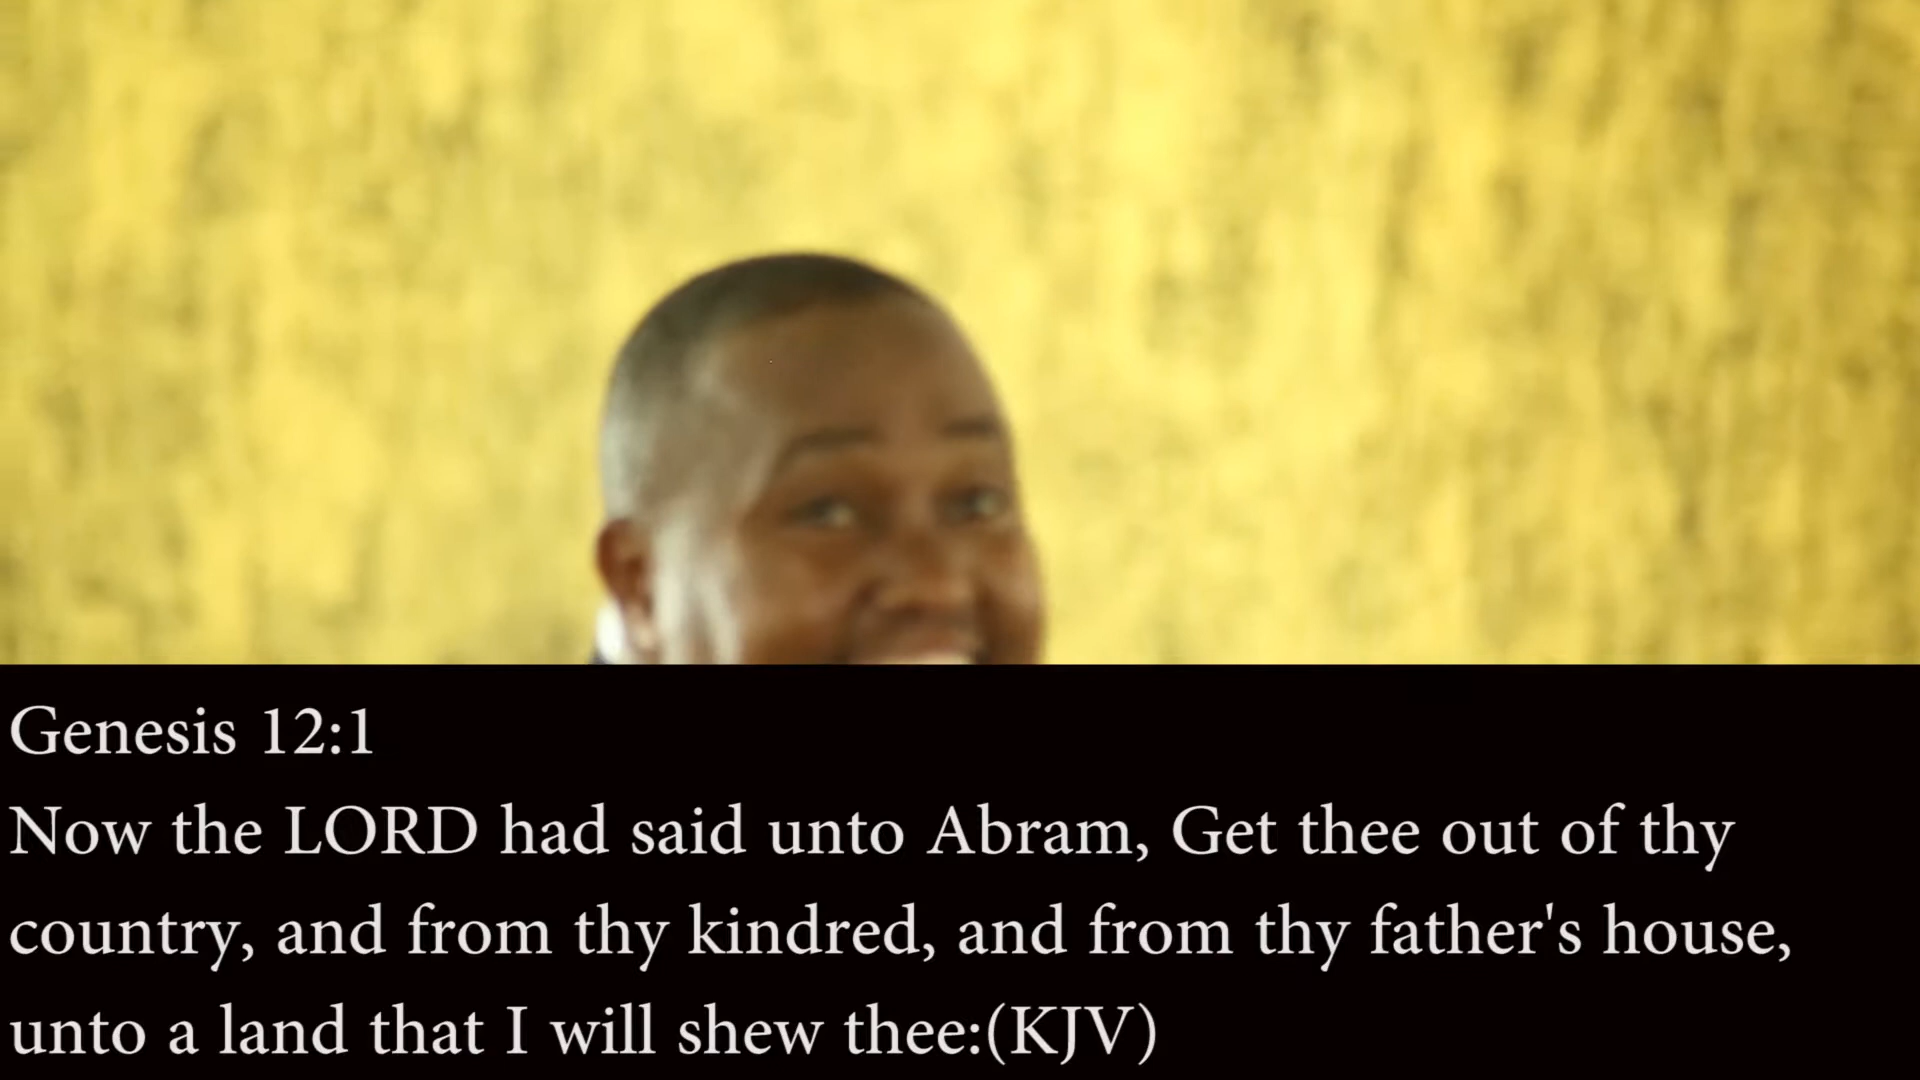 Genesis 12:1
Now the LORD had said unto Abram, Get thee out of thy
country, and from thy kindred, and from thy father's house,
unto a land that I will shew thee:(KJV)